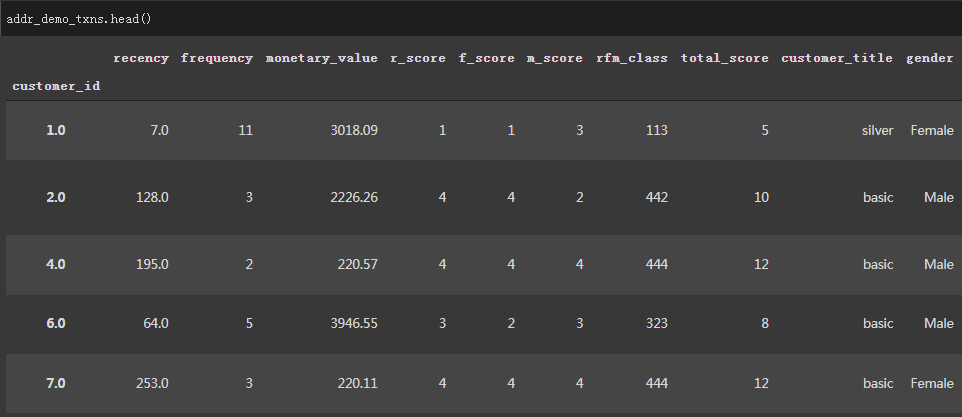 addr_demo_txns.head()
recency frequency monetary_value r_score f_score m_score rfm_class total_score customer_title gender
customer_id
1.0 7.0 11 3018.09 1 1 3 113 5 silver Female
2.0 128.0 3 2226.26 4 4 2 442 10 basic Male
4.0 195.0 2 220.57 4 4 4 444 12 basic Male
6.0 64.0 5 3946.55 3 2 3 323 8 basic Male
7.0 253.0 3 220.11 4 4 4 444 12 basic Female